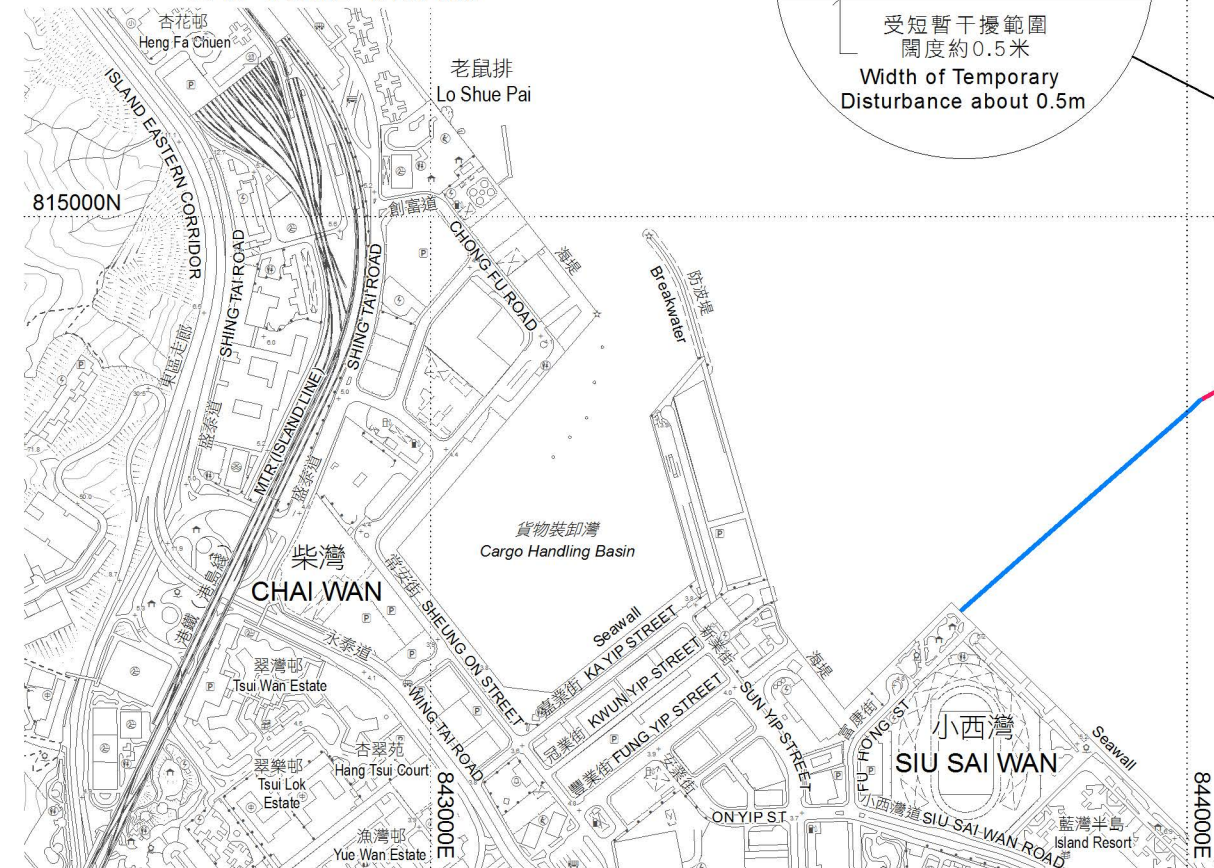 受短暫干擾範圍
闊度約0.5米
Width of Temporary
Disturbance about 0.5m
杏花邨
Heng Fa Chuen
老鼠排
Lo Shue Pai
ISLAND EASTERN CORRIDOR
東區走廊
815000N
SHING TAI ROAD
盛泰道
SHING TAI ROAD
盛泰道
創富道
CHONG FU ROAD
海堤
防波堤
Breakwater
MTR (ISLAND LINE)
港鐵（港島綫）
貨物裝卸灣
Cargo Handling Basin
柴灣
CHAI WAN
常安街
SHEUNG ON STREET
永泰道
WING TAI ROAD
翠灣邨
Tsui Wan Estate
杏翠苑
Hang Tsui Court
翠樂邨
Tsui Lok
Estate
漁灣邨
Yue Wan Estate
Seawall
嘉業街 KA YIP STREET
冠業街 KWUN YIP STREET
豐業街 FUNG YIP STREET
新業街
SUN YIP STREET
安業街
ON YIP ST
海堤
富康街
FU HONG ST
小西灣
SIU SAI WAN
Seawall
小西灣道 SIU SAI WAN ROAD
藍灣半島
Island Resort
843000E
844000E